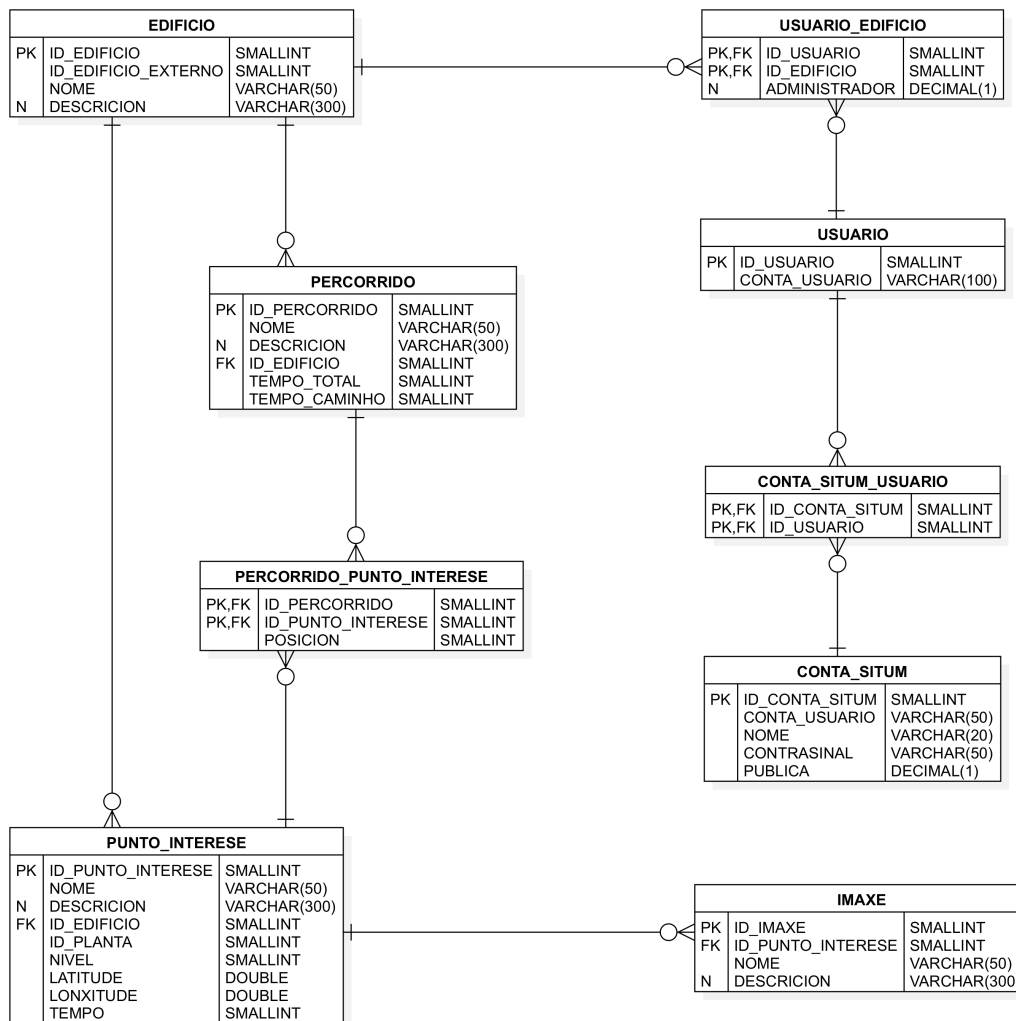 EDIFICIO
PK ID_EDIFICIO SMALLINT
ID_EDIFICIO_EXTERNO SMALLINT
NOME VARCHAR(50)
N DESCRICION VARCHAR(300)
USUARIO_EDIFICIO
PK,FK ID_USUARIO SMALLINT
PK,FK ID_EDIFICIO SMALLINT
N ADMINISTRADOR DECIMAL(1)
USUARIO
PK ID_USUARIO SMALLINT
CONTA_USUARIO VARCHAR(100)
PERCORRIDO
PK ID_PERCORRIDO SMALLINT
NOME VARCHAR(50)
N DESCRICION VARCHAR(300)
FK ID_EDIFICIO SMALLINT
TEMPO_TOTAL SMALLINT
TEMPO_CAMINHO SMALLINT
CONTA_SITUM_USUARIO
PK,FK ID_CONTA_SITUM SMALLINT
PK,FK ID_USUARIO SMALLINT
PERCORRIDO_PUNTO_INTERESE
PK,FK ID_PERCORRIDO SMALLINT
PK,FK ID_PUNTO_INTERESE SMALLINT
POSICION SMALLINT
CONTA_SITUM
PK ID_CONTA_SITUM SMALLINT
CONTA_USUARIO VARCHAR(50)
NOME VARCHAR(20)
CONTRASINAL VARCHAR(50)
PUBLICA DECIMAL(1)
PUNTO_INTERESE
PK ID_PUNTO_INTERESE SMALLINT
NOME VARCHAR(50)
N DESCRICION VARCHAR(300)
FK ID_EDIFICIO SMALLINT
ID_PLANTA SMALLINT
NIVEL SMALLINT
LATITUDE DOUBLE
LONXITUDE DOUBLE
TEMPO SMALLINT
IMAXE
PK ID_IMAXE SMALLINT
FK ID_PUNTO_INTERESE SMALLINT
NOME VARCHAR(50)
N DESCRICION VARCHAR(300